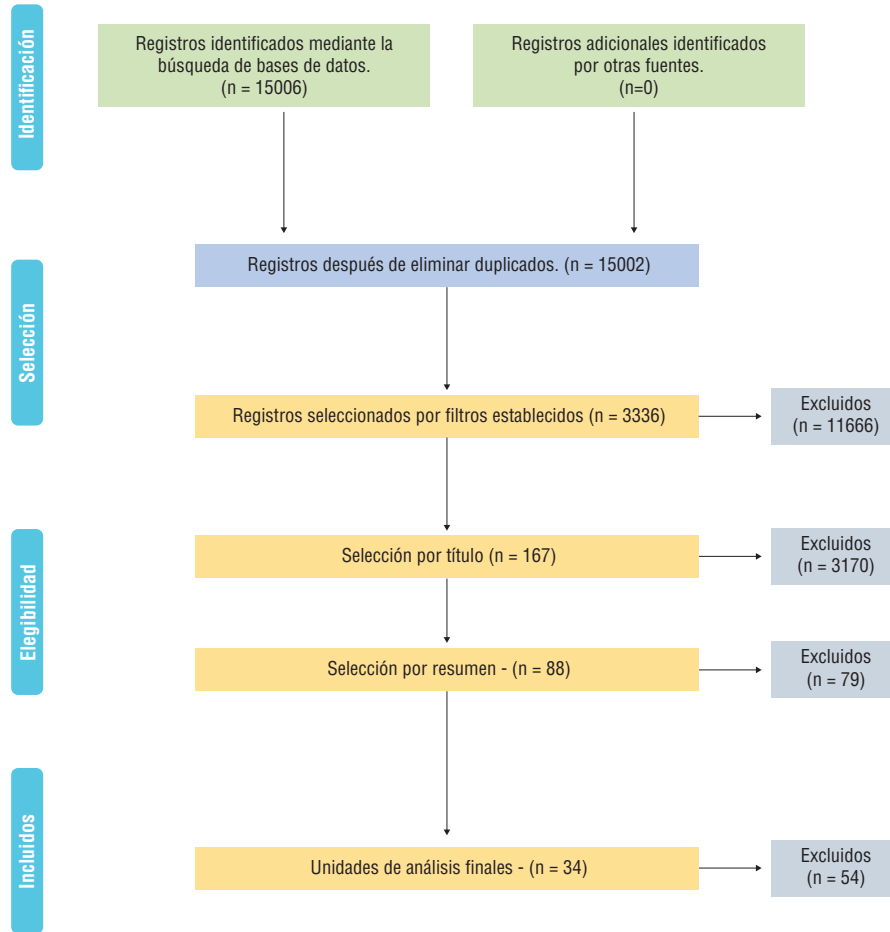 Identificación
Registros identificados mediante la
búsqueda de bases de datos.
(n = 15006)
Registros adicionales identificados
por otras fuentes.
(n=0)
Selección
Registros después de eliminar duplicados. (n = 15002)
Registros seleccionados por filtros establecidos (n = 3336)
Excluidos
(n = 11666)
Elegibilidad
Selección por título (n = 167)
Excluidos
(n = 3170)
Selección por resumen - (n = 88)
Excluidos
(n = 79)
Incluidos
Unidades de análisis finales - (n = 34)
Excluidos
(n = 54)